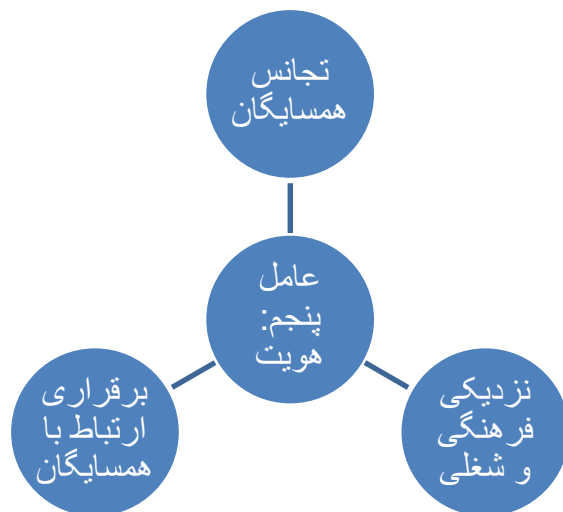 تجانس
همسایگان
عامل
پنجم:
هویت
نزدیکی
فرهنگی
و شغلی
برقراری
ارتباط با
همسایگان